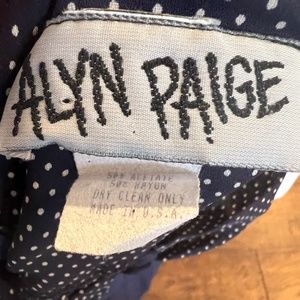 ALYN PAIGE
50% ACETATE
50% RAYON
DRY CLEAN ONLY
MADE IN U.S.A.